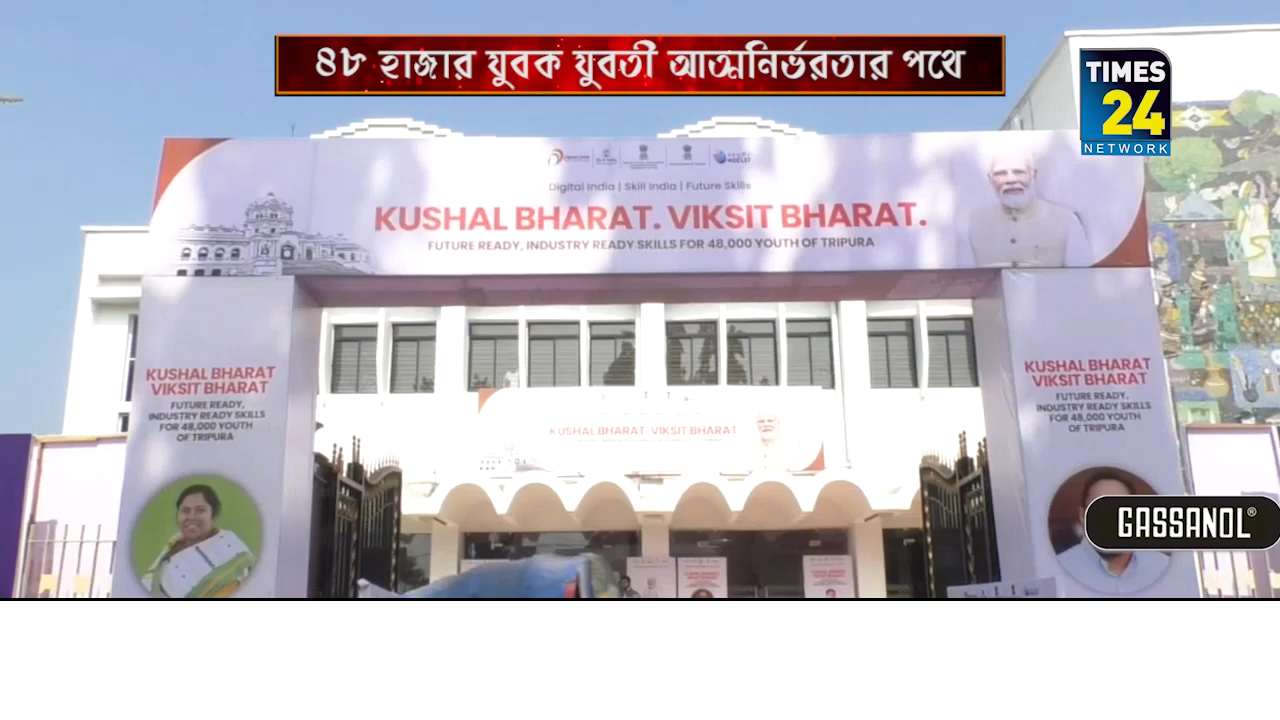 ৪৮ হাজার যুবক যুবতী আত্মনির্ভরতার পথে
TIMES
24
NETWORK
Digital India | Skill India | Future Skills
KUSHAL BHARAT. VIKSIT BHARAT.
FUTURE READY, INDUSTRY READY SKILLS FOR 48,000 YOUTH OF TRIPURA
KUSHAL BHARAT
VIKSIT BHARAT
FUTURE READY,
INDUSTRY READY SKILLS
FOR 48,000 YOUTH
OF TRIPURA
KUSHAL BHARAT. VIKSIT BHARAT
KUSHAL BHARAT
VIKSIT BHARAT
FUTURE READY,
INDUSTRY READY SKILLS
FOR 48,000 YOUTH
OF TRIPURA
GASSANOL®